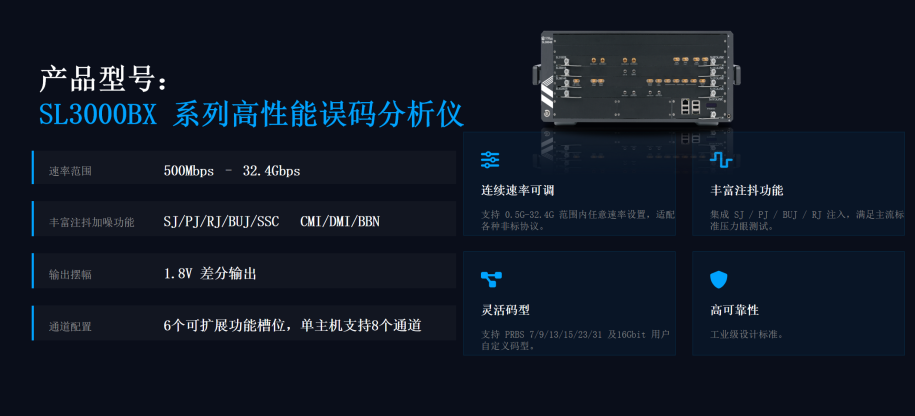 产品型号：
SL3000BX 系列高性能误码分析仪
速率范围 500Mbps - 32.4Gbps
丰富注抖加噪功能 SJ/PJ/RJ/BUJ/SSC CMI/DMI/BBN
输出摆幅 1.8V 差分输出
通道配置 6个可扩展功能槽位，单主机支持8个通道
连续速率可调
支持 0.5G-32.4G 范围内任意速率设置，适配
各种非标协议。
丰富注抖功能
集成 SJ / PJ / BUJ / RJ 注入，满足主流标
准压力眼测试。
灵活码型
支持 PRBS 7/9/13/15/23/31 及16Gbit 用户
自定义码型。
高可靠性
工业级设计标准。